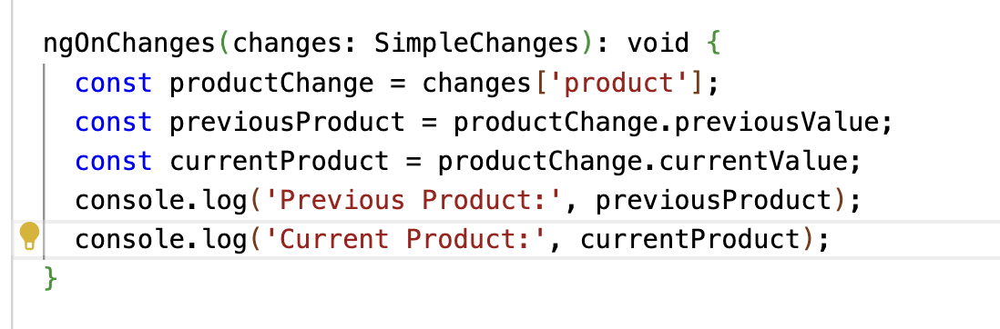 ngOnChanges(changes: SimpleChanges): void {
  const productChange = changes['product'];
  const previousProduct = productChange.previousValue;
  const currentProduct = productChange.currentValue;
  console.log('Previous Product:', previousProduct);
  console.log('Current Product:', currentProduct);
}